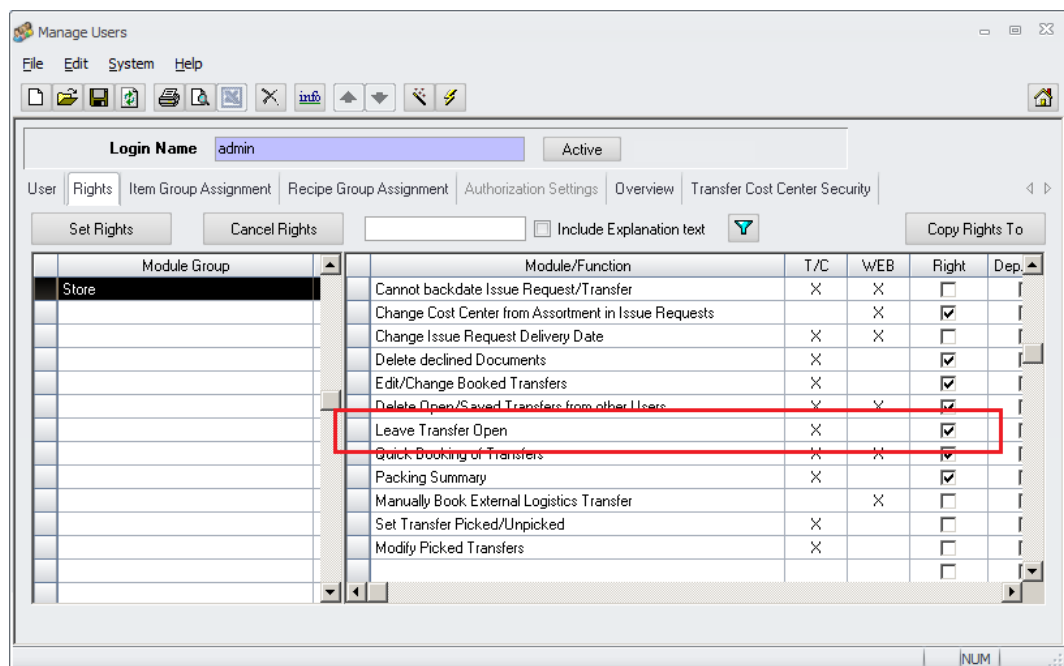 Manage Users
File Edit System Help
info
Login Name admin Active
User Rights Item Group Assignment Recipe Group Assignment Authorization Settings Overview Transfer Cost Center Security
Set Rights Cancel Rights Include Explanation text Copy Rights To
Module Group Module/Function T/C WEB Right Dep.
Store Cannot backdate Issue Request/Transfer X X
Change Cost Center from Assortment in Issue Requests X
Change Issue Request Delivery Date X X
Delete declined Documents X
Edit/Change Booked Transfers X
Delete Open/Saved Transfers from other Users X X
Leave Transfer Open X
Quick Booking of Transfers X X
Packing Summary X
Manually Book External Logistics Transfer X
Set Transfer Picked/Unpicked X
Modify Picked Transfers X
NUM